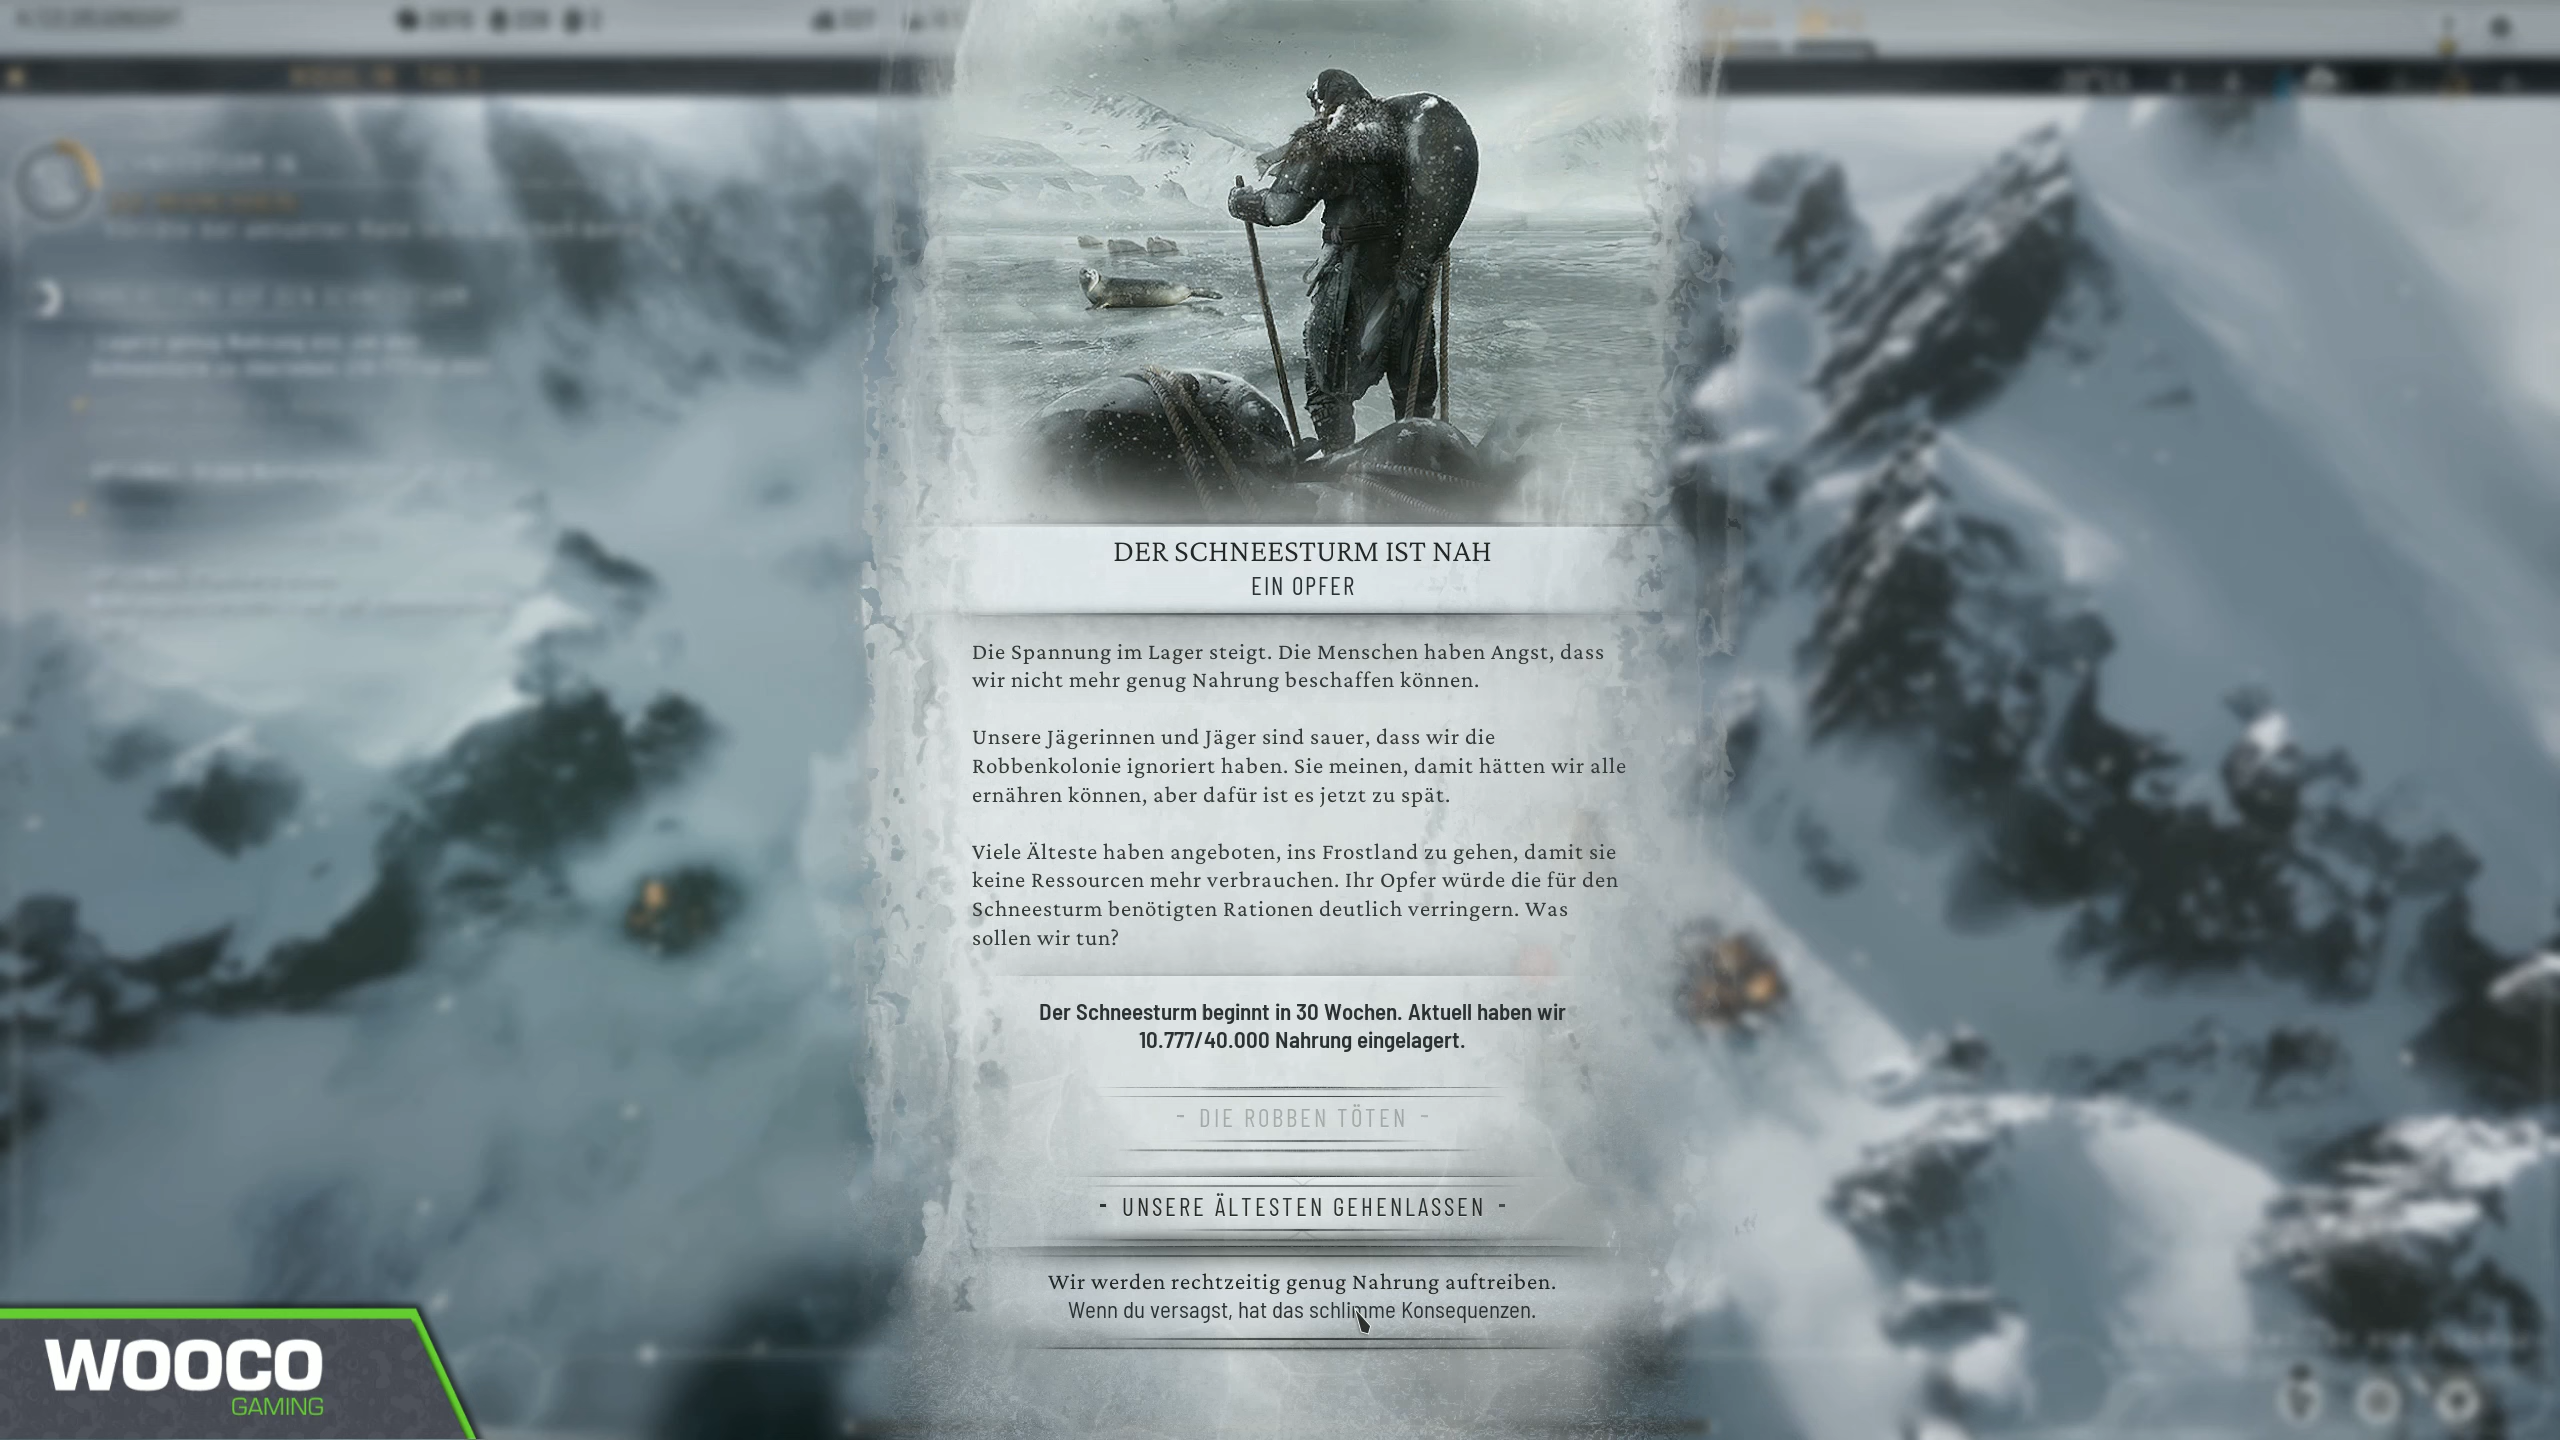 DER SCHNEESTURM IST NAH
EIN OPFER
Die Spannung im Lager steigt. Die Menschen haben Angst, dass
wir nicht mehr genug Nahrung beschaffen können.
Unsere Jägerinnen und Jäger sind sauer, dass wir die
Robbenkolonie ignoriert haben. Sie meinen, damit hätten wir alle
ernähren können, aber dafür ist es jetzt zu spät.
Viele Älteste haben angeboten, ins Frostland zu gehen, damit sie
keine Ressourcen mehr verbrauchen. Ihr Opfer würde die für den
Schneesturm benötigten Rationen deutlich verringern. Was
sollen wir tun?
Der Schneesturm beginnt in 30 Wochen. Aktuell haben wir
10.777/40.000 Nahrung eingelagert.
- DIE ROBBEN TÖTEN -
- UNSERE ÄLTESTEN GEHENLASSEN -
Wir werden rechtzeitig genug Nahrung auftreiben.
Wenn du versagst, hat das schlimme Konsequenzen.
WOOCO
GAMING